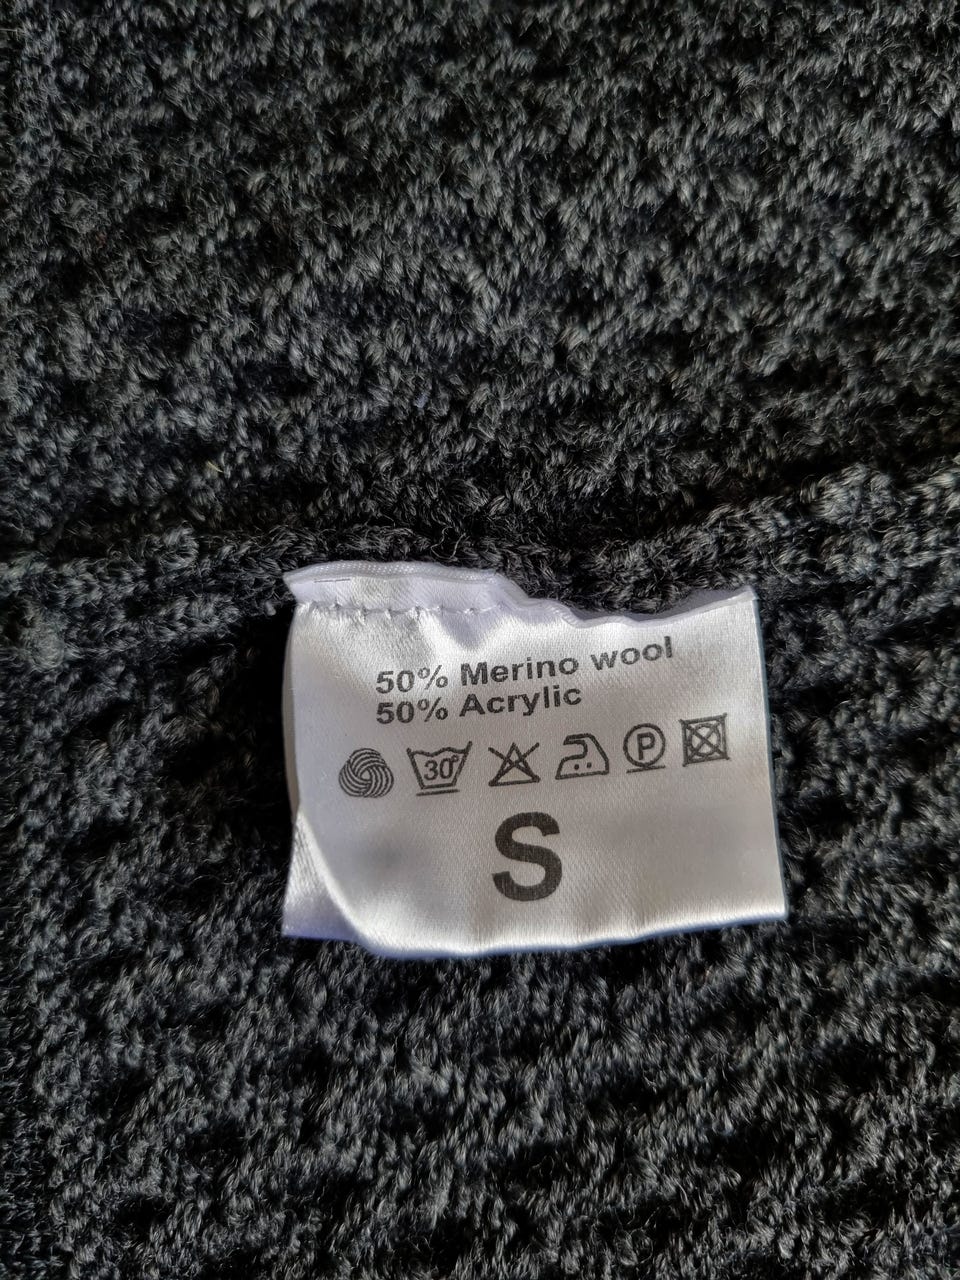 50% Merino wool
50% Acrylic
30° P
S